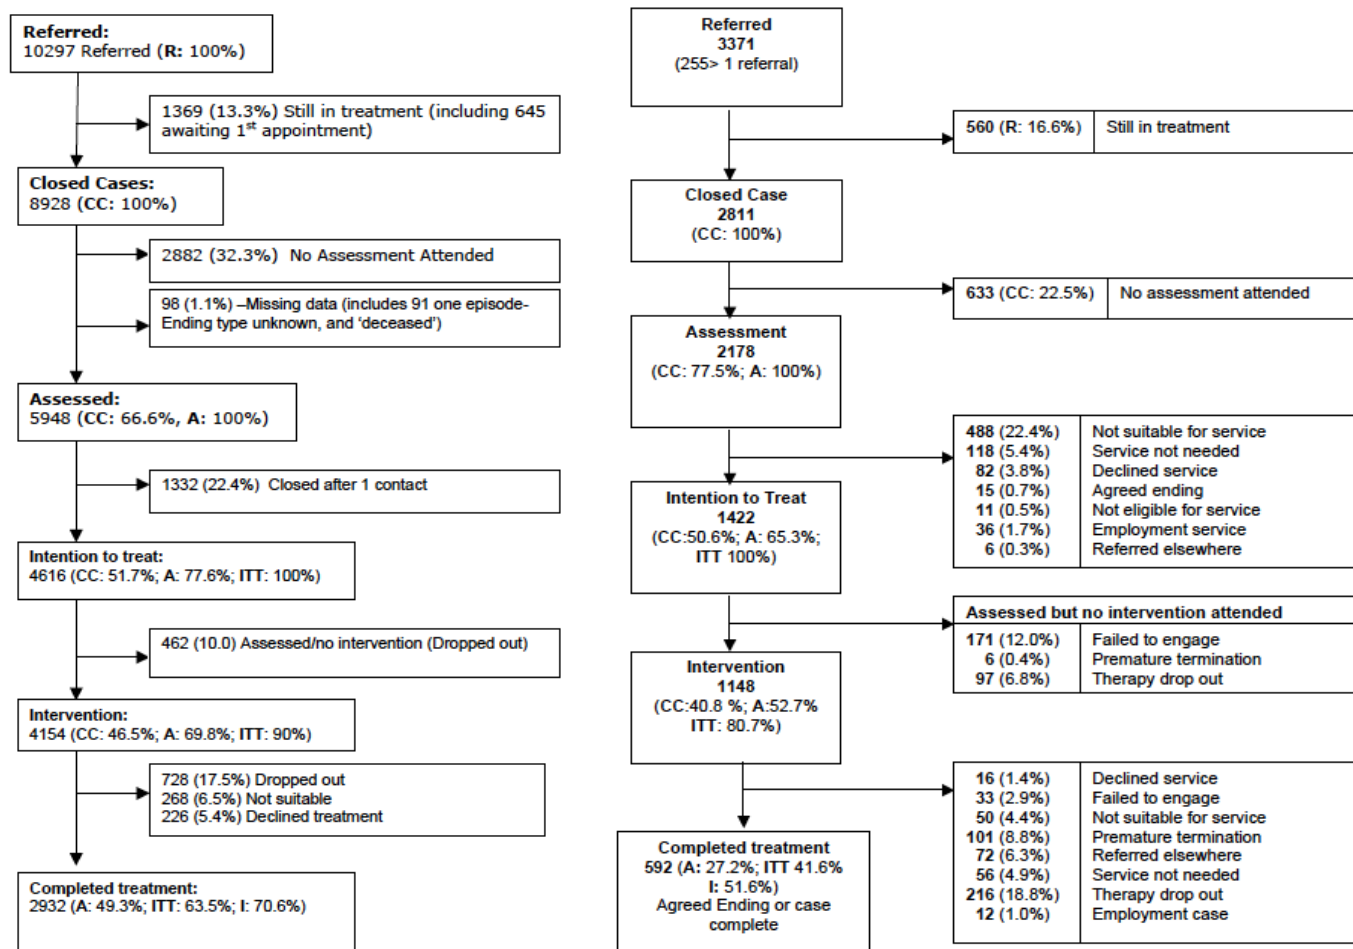 Referred:
10297 Referred (R: 100%)
1369 (13.3%) Still in treatment (including 645
awaiting 1st appointment)
Closed Cases:
8928 (CC: 100%)
2882 (32.3%) No Assessment Attended
98 (1.1%) –Missing data (includes 91 one episode-
Ending type unknown, and ‘deceased’)
Assessed:
5948 (CC: 66.6%, A: 100%)
1332 (22.4%) Closed after 1 contact
Intention to treat:
4616 (CC: 51.7%; A: 77.6%; ITT: 100%)
462 (10.0) Assessed/no intervention (Dropped out)
Intervention:
4154 (CC: 46.5%; A: 69.8%; ITT: 90%)
728 (17.5%) Dropped out
268 (6.5%) Not suitable
226 (5.4%) Declined treatment
Completed treatment:
2932 (A: 49.3%; ITT: 63.5%; I: 70.6%)
Referred
3371
(255> 1 referral)
560 (R: 16.6%) Still in treatment
Closed Case
2811
(CC: 100%)
633 (CC: 22.5%) No assessment attended
Assessment
2178
(CC: 77.5%; A: 100%)
488 (22.4%) Not suitable for service
118 (5.4%) Service not needed
82 (3.8%) Declined service
15 (0.7%) Agreed ending
11 (0.5%) Not eligible for service
36 (1.7%) Employment service
6 (0.3%) Referred elsewhere
Intention to Treat
1422
(CC:50.6%; A: 65.3%;
ITT 100%)
Assessed but no intervention attended
171 (12.0%) Failed to engage
6 (0.4%) Premature termination
97 (6.8%) Therapy drop out
Intervention
1148
(CC:40.8 %; A:52.7%
ITT: 80.7%)
16 (1.4%) Declined service
33 (2.9%) Failed to engage
50 (4.4%) Not suitable for service
101 (8.8%) Premature termination
72 (6.3%) Referred elsewhere
56 (4.9%) Service not needed
216 (18.8%) Therapy drop out
12 (1.0%) Employment case
Completed treatment
592 (A: 27.2%; ITT 41.6%
I: 51.6%)
Agreed Ending or case
complete